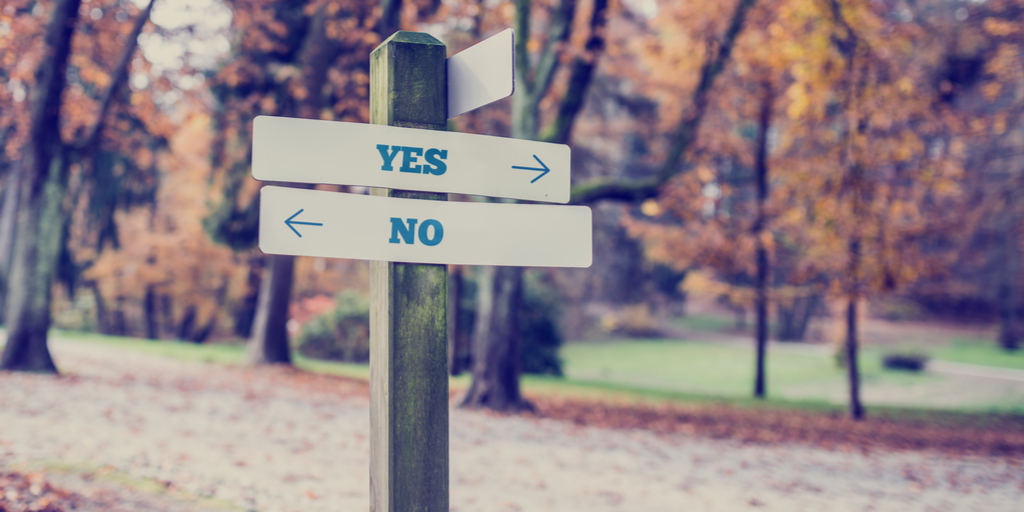 YES →
← NO